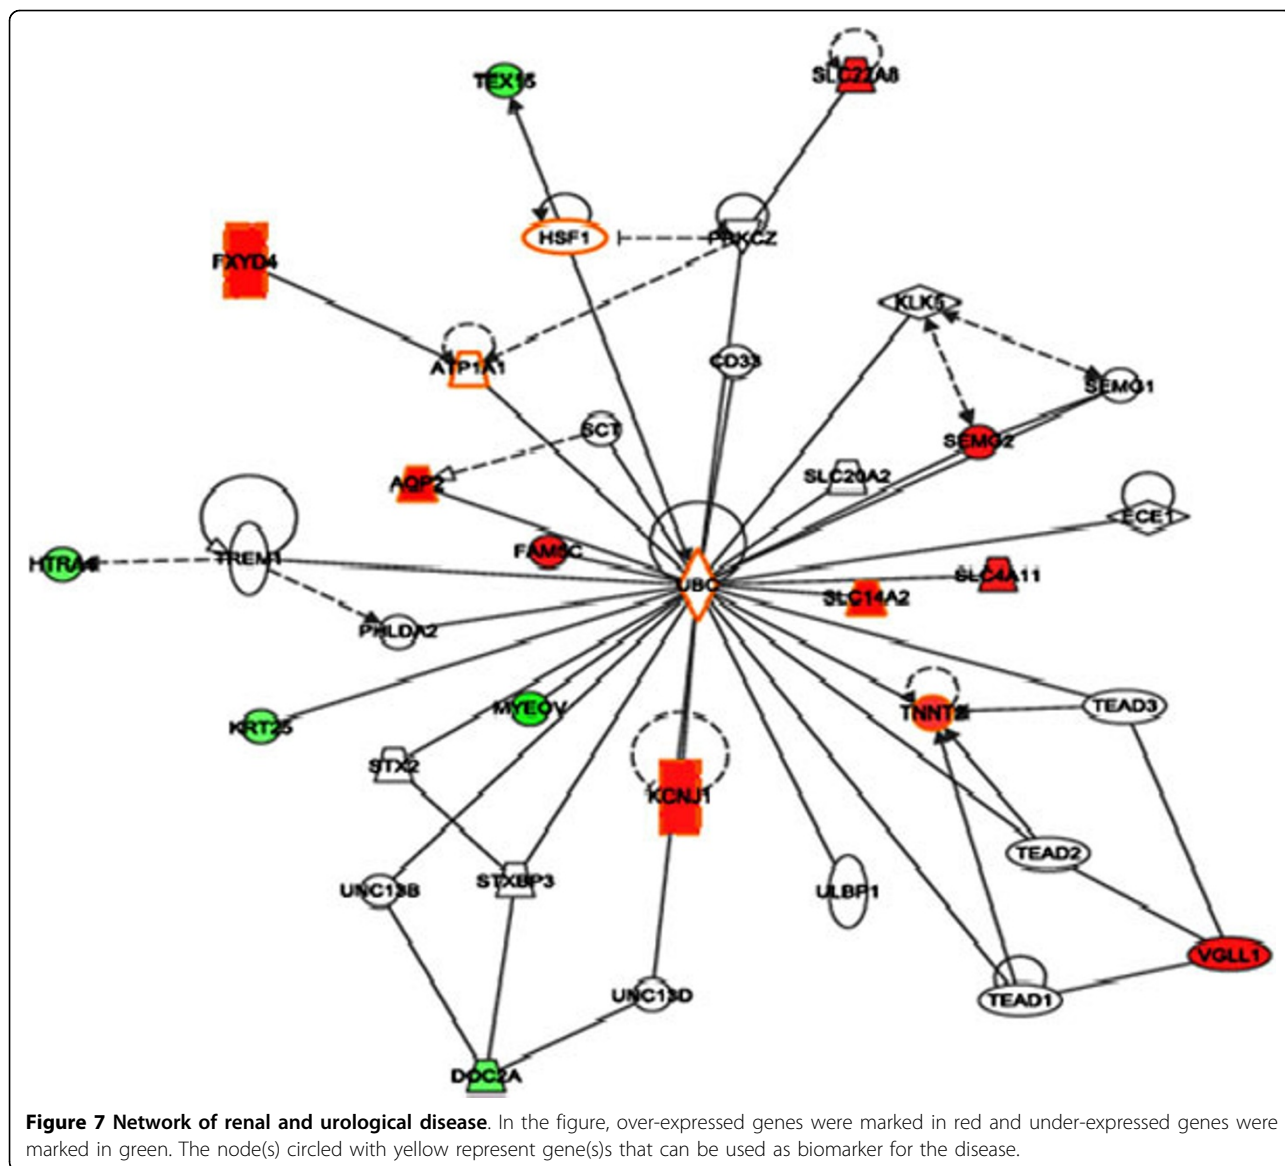 TEX15
SLC22A8
HSF1
PRKCZ
FXYD4
KLK5
ATP1A1
CD33
SEMG1
SCT
SEMG2
SLC20A2
AQP2
ECE1
FAM5C
TREM1
UBC
SLC4A11
SLC14A2
PHLDA2
TEAD3
MYEOV
KRT25
STX2
KCNJ1
TEAD2
STXBP3
UNC13B
ULBP1
VGLL1
UNC13D
TEAD1
DOC2A
Figure 7 Network of renal and urological disease. In the figure, over-expressed genes were marked in red and under-expressed genes were
marked in green. The node(s) circled with yellow represent gene(s)s that can be used as biomarker for the disease.